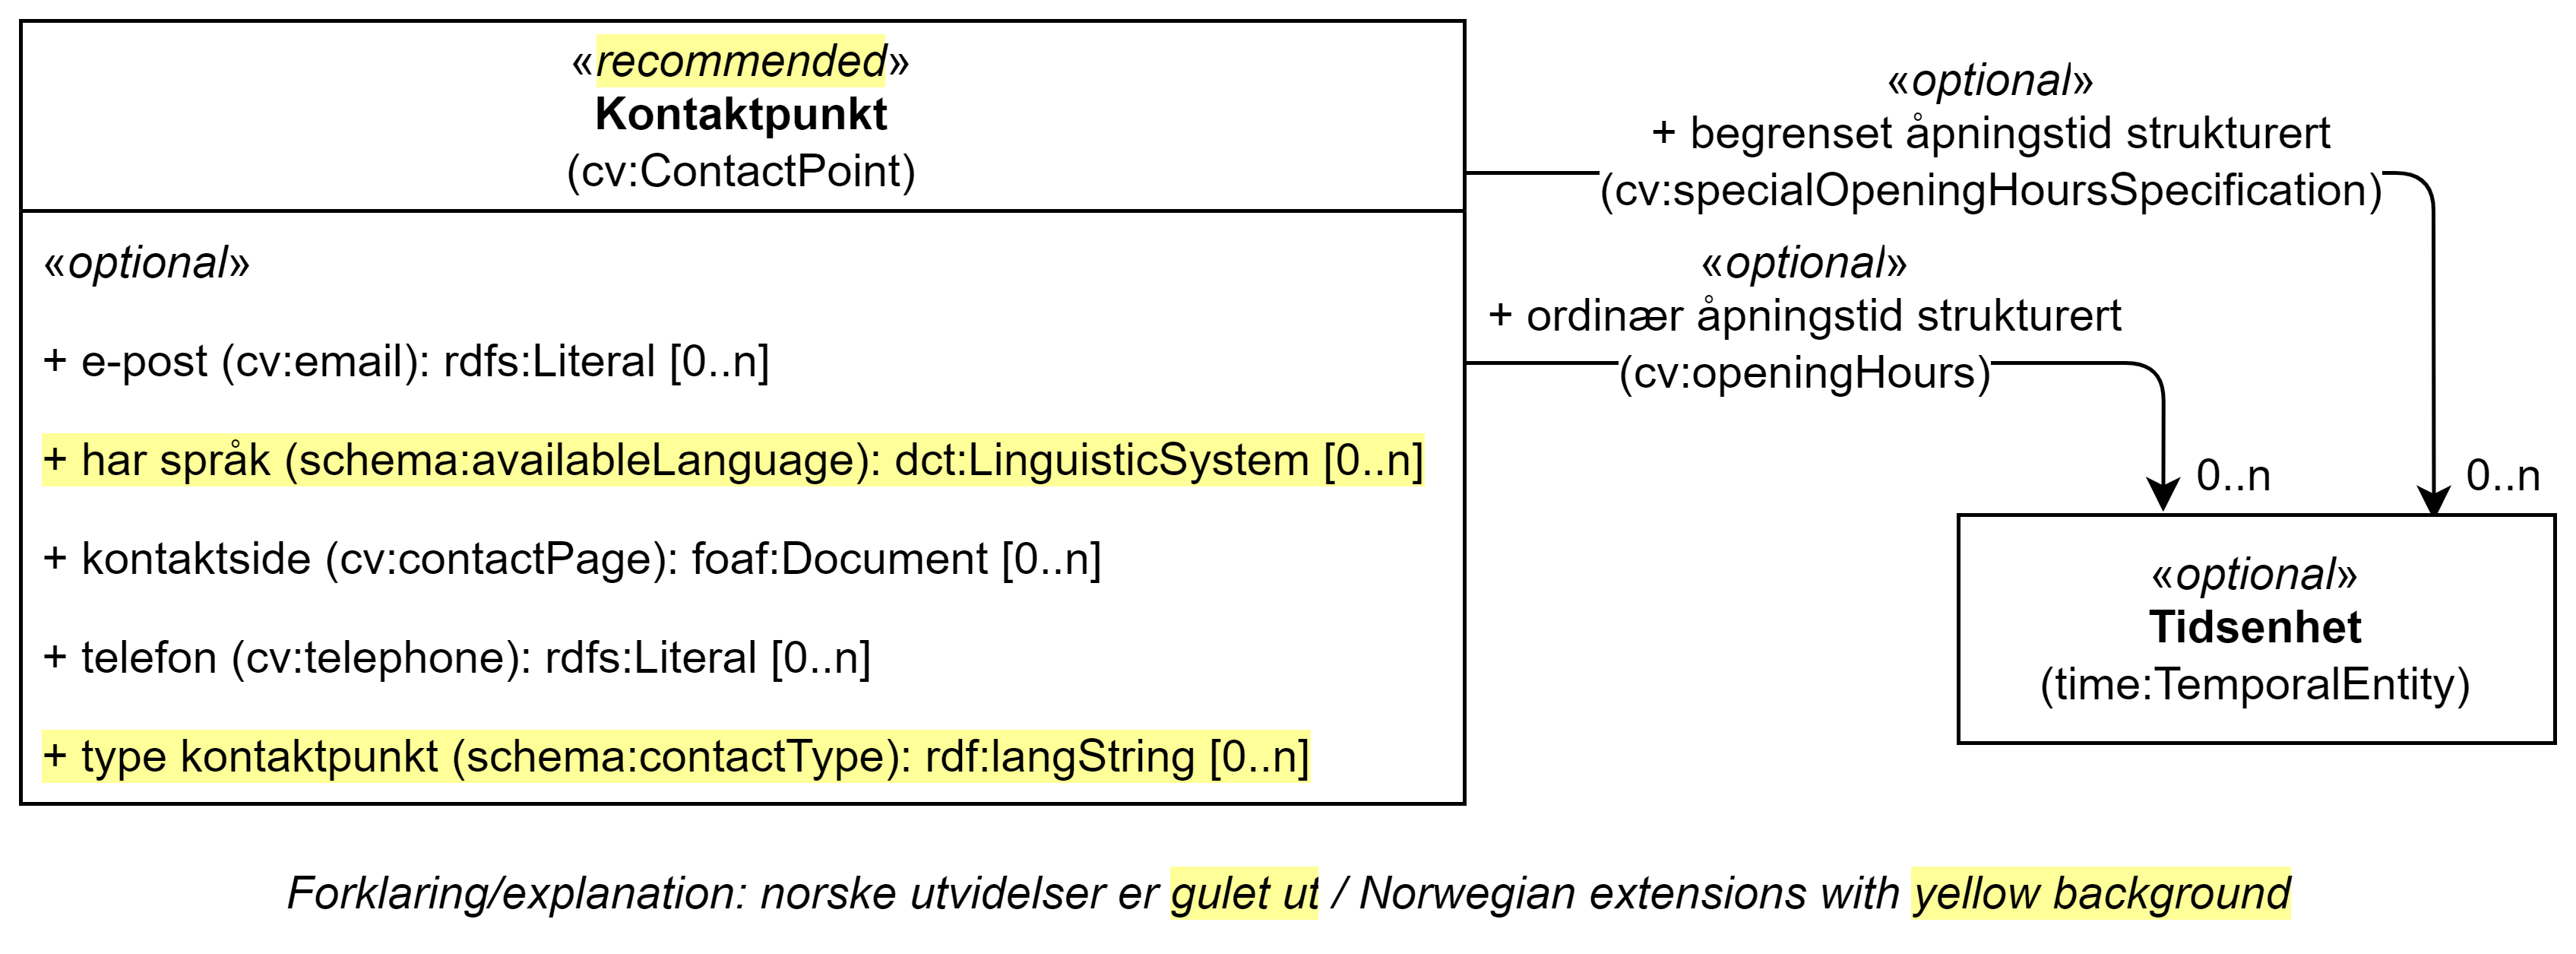 «recommended»
Kontaktpunkt
(cv:ContactPoint)
«optional»
+ e-post (cv:email): rdfs:Literal [0..n]
+ har språk (schema:availableLanguage): dct:LinguisticSystem [0..n]
+ kontaktside (cv:contactPage): foaf:Document [0..n]
+ telefon (cv:telephone): rdfs:Literal [0..n]
+ type kontaktpunkt (schema:contactType): rdf:langString [0..n]
«optional»
+ begrenset åpningstid strukturert
(cv:specialOpeningHoursSpecification)
«optional»
+ ordinær åpningstid strukturert
(cv:openingHours)
0..n
0..n
«optional»
Tidsenhet
(time:TemporalEntity)
Forklaring/explanation: norske utvidelser er gulet ut / Norwegian extensions with yellow background